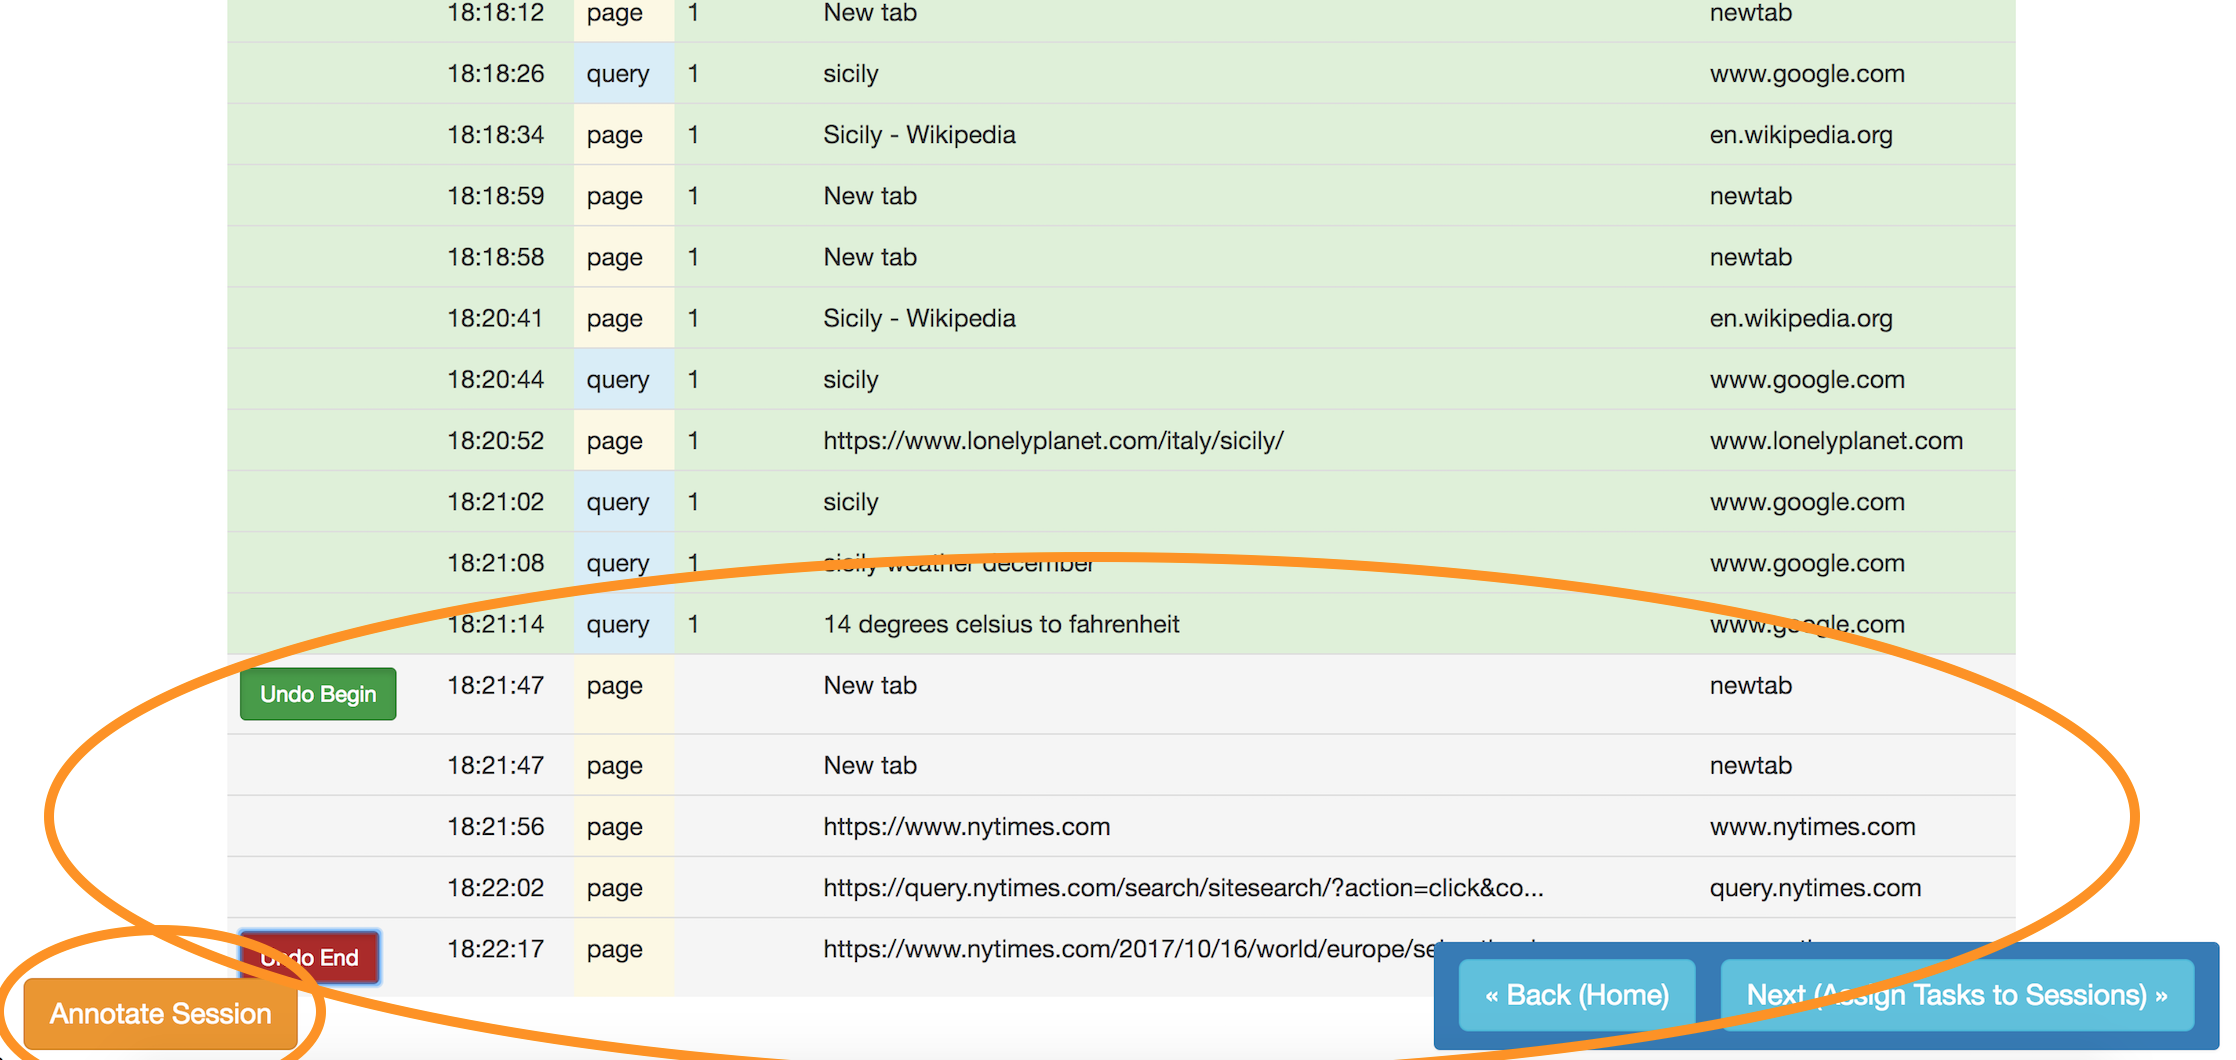 18:18:12 page 1 New tab newtab
18:18:26 query 1 sicily www.google.com
18:18:34 page 1 Sicily - Wikipedia en.wikipedia.org
18:18:59 page 1 New tab newtab
18:18:58 page 1 New tab newtab
18:20:41 page 1 Sicily - Wikipedia en.wikipedia.org
18:20:44 query 1 sicily www.google.com
18:20:52 page 1 https://www.lonelyplanet.com/italy/sicily/ www.lonelyplanet.com
18:21:02 query 1 sicily www.google.com
18:21:08 query 1 sicily weather december www.google.com
18:21:14 query 1 14 degrees celsius to fahrenheit www.google.com
Undo Begin 18:21:47 page New tab newtab
18:21:47 page New tab newtab
18:21:56 page https://www.nytimes.com www.nytimes.com
18:22:02 page https://query.nytimes.com/search/sitesearch/?action=click&co... query.nytimes.com
Undo End 18:22:17 page https://www.nytimes.com/2017/10/16/world/europe/se
Annotate Session « Back (Home) Next (Assign Tasks to Sessions) »